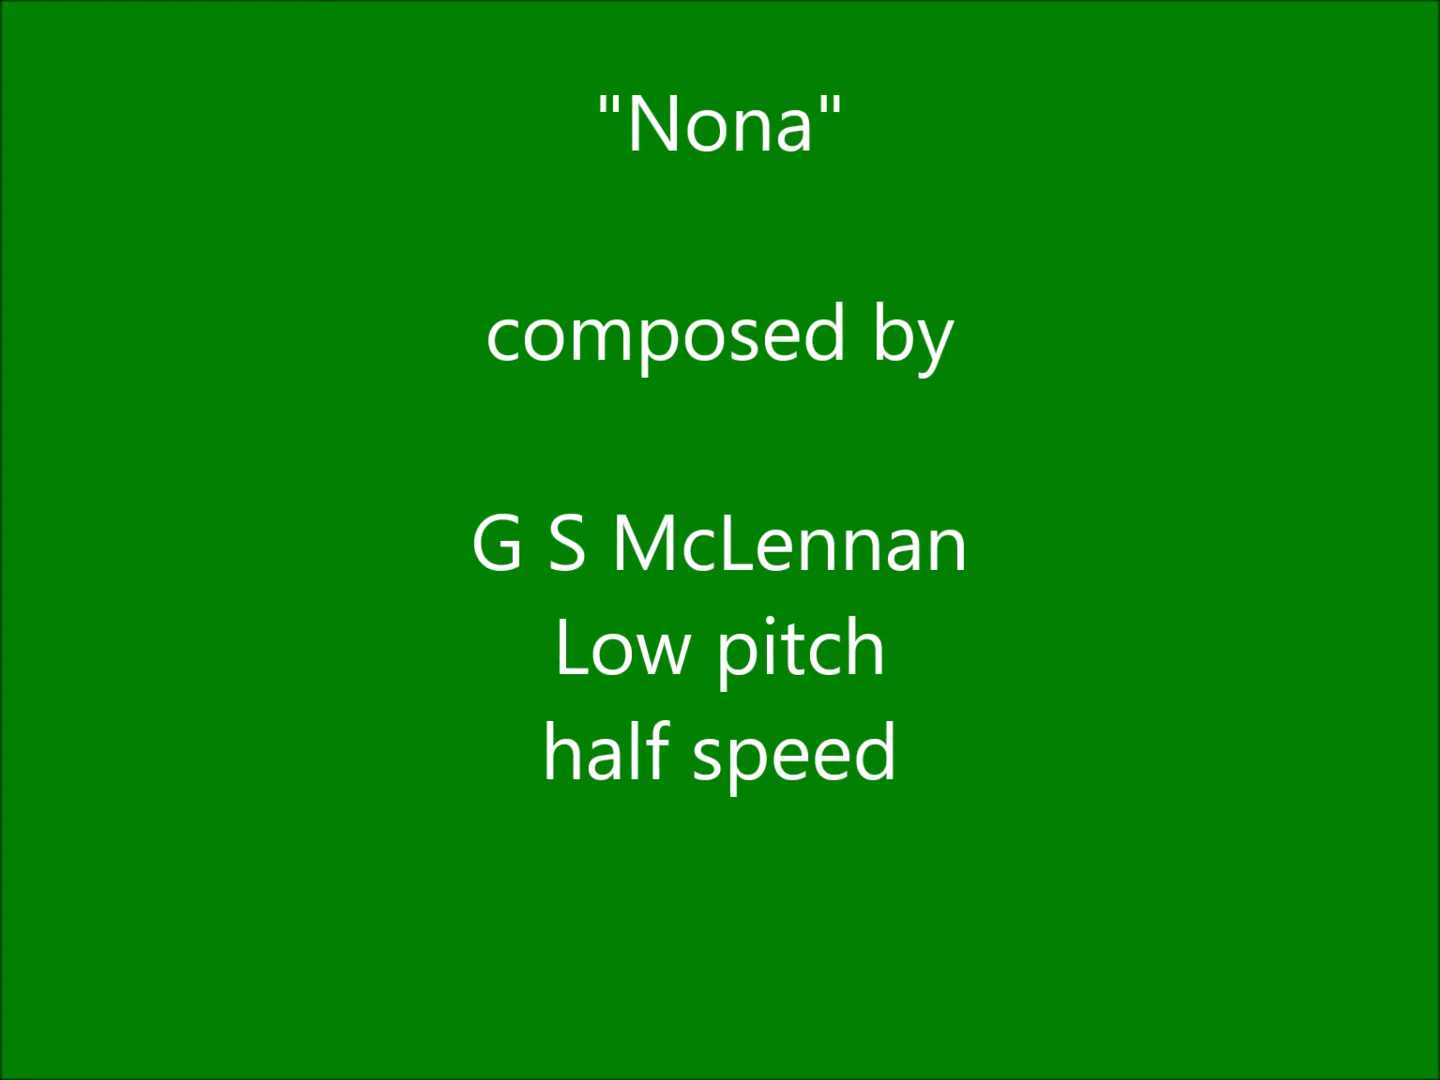 "Nona"
composed by
G S McLennan
Low pitch
half speed